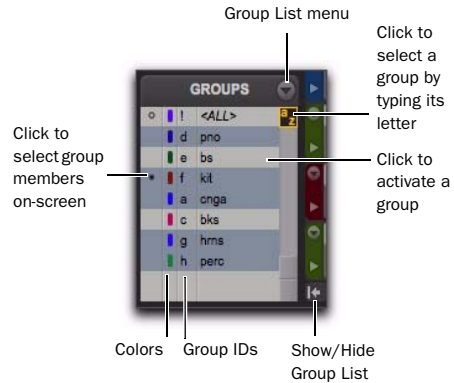 Group List menu
Click to
select a
group by
typing its
letter
GROUPS
a
z
! <ALL>
d pno
e bs
f kit
a cnga
c bks
g hrns
h perc
Click to
select group
members
on-screen
Click to
activate a
group
Colors
Group IDs
Show/Hide
Group List